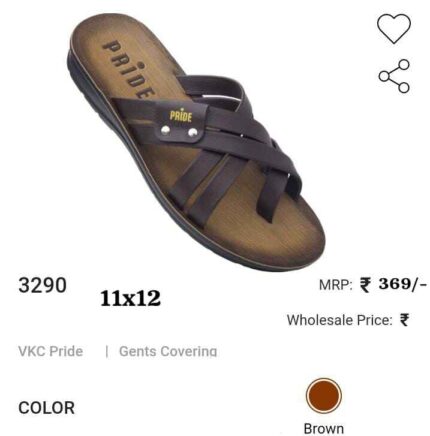 PRiDE
PRiDE
3290
11x12
MRP: ₹ 369/-
Wholesale Price: ₹
VKC Pride | Gents Covering
COLOR
Brown